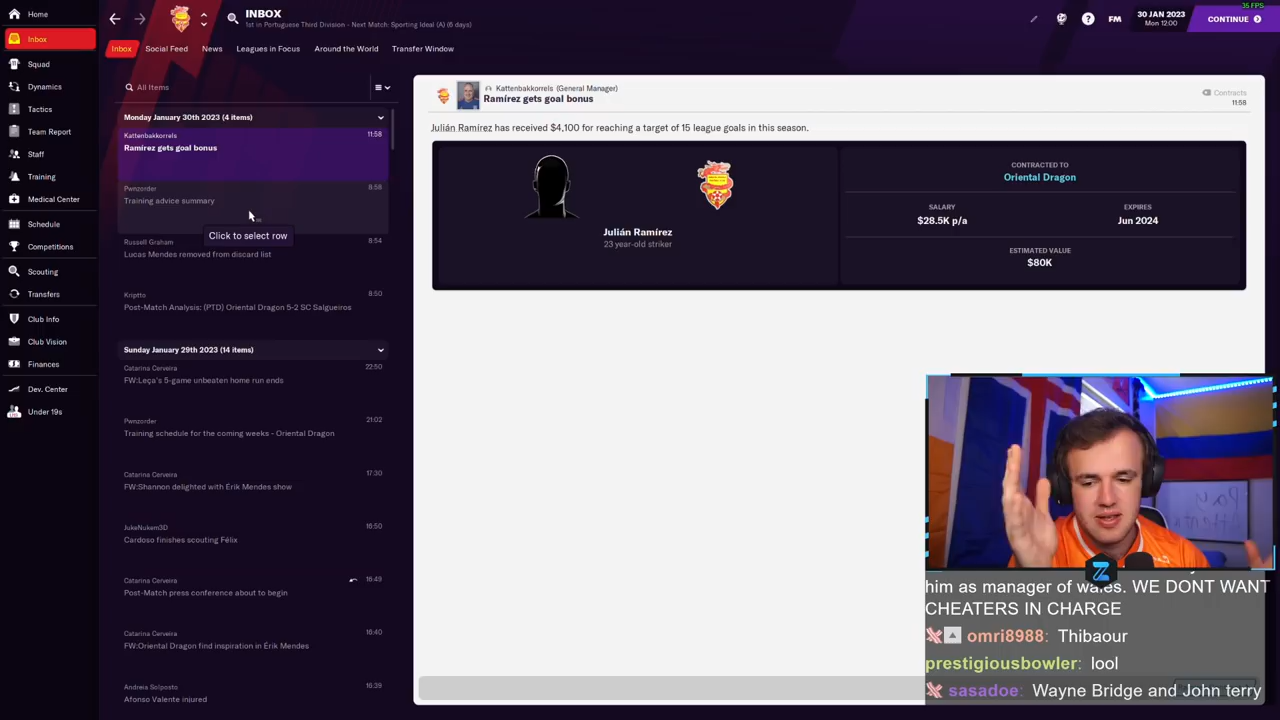 Home
Inbox
Squad
Dynamics
Tactics
Team Report
Staff
Training
Medical Center
Schedule
Competitions
Scouting
Transfers
Club Info
Club Vision
Finances
Dev. Center
Under 19s
INBOX
1st in Portuguese Third Division - Next Match: Sporting Ideal (A) (6 days)
FM
30 JAN 2023
Mon 12:00
CONTINUE
35 FPS
Inbox
Social Feed
News
Leagues in Focus
Around the World
Transfer Window
All Items
Monday January 30th 2023 (4 items)
Kattenbakkorrels
11:58
Ramírez gets goal bonus
Pwnzorder
8:58
Training advice summary
Click to select row
Russell Graham
8:54
Lucas Mendes removed from discard list
Kriptto
8:50
Post-Match Analysis: (PTD) Oriental Dragon 5-2 SC Salgueiros
Sunday January 29th 2023 (14 items)
Catarina Cerveira
22:50
FW:Leça's 5-game unbeaten home run ends
Pwnzorder
21:02
Training schedule for the coming weeks - Oriental Dragon
Catarina Cerveira
17:30
FW:Shannon delighted with Érik Mendes show
JukeNukem3D
16:50
Cardoso finishes scouting Félix
Catarina Cerveira
16:49
Post-Match press conference about to begin
Catarina Cerveira
16:40
FW:Oriental Dragon find inspiration in Érik Mendes
Andreia Solposto
16:39
Afonso Valente injured
Kattenbakkorrels (General Manager)
Ramírez gets goal bonus
Contracts
11:58
Julián Ramírez has received $4,100 for reaching a target of 15 league goals in this season.
Julián Ramírez
23 year-old striker
CONTRACTED TO
Oriental Dragon
SALARY
$28.5K p/a
EXPIRES
Jun 2024
ESTIMATED VALUE
$80K
him as manager of wales. WE DONT WANT
CHEATERS IN CHARGE
omri8988: Thibaour
prestigiousbowler: lool
sasadoe: Wayne Bridge and John terry